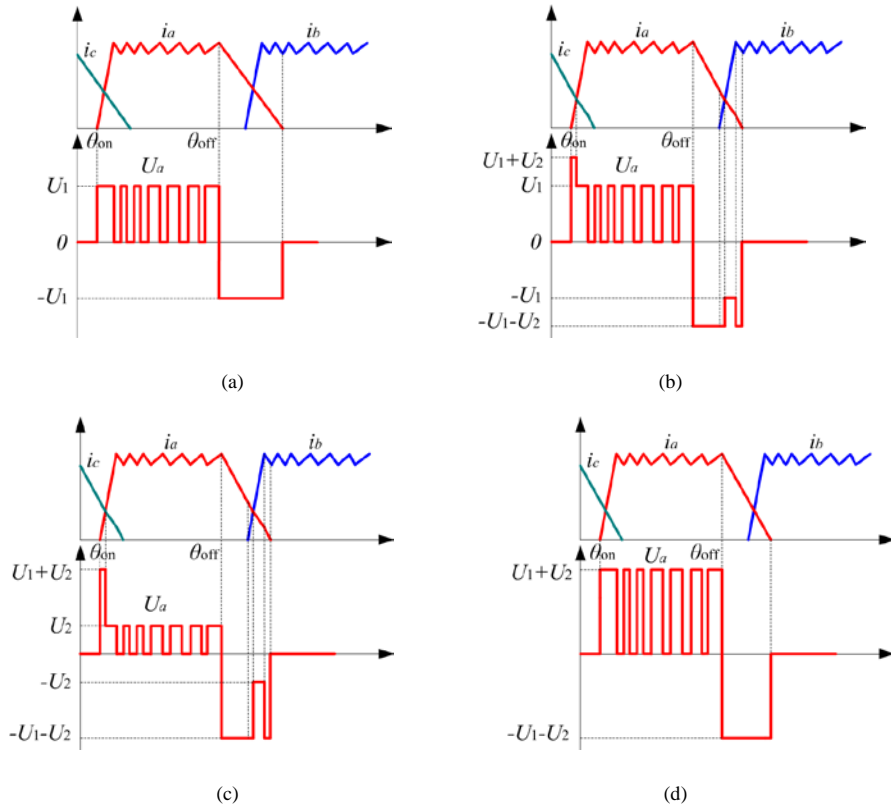 ia
ib
ic
θon
θoff
Ua
U1
0
-U1
(a)
ia
ib
ic
θon
θoff
U1+U2
Ua
U1
0
-U1
-U1-U2
(b)
ia
ib
ic
θon
θoff
U1+U2
Ua
U2
-U2
-U1-U2
(c)
ia
ib
ic
θon
θoff
U1+U2
Ua
-U1-U2
(d)